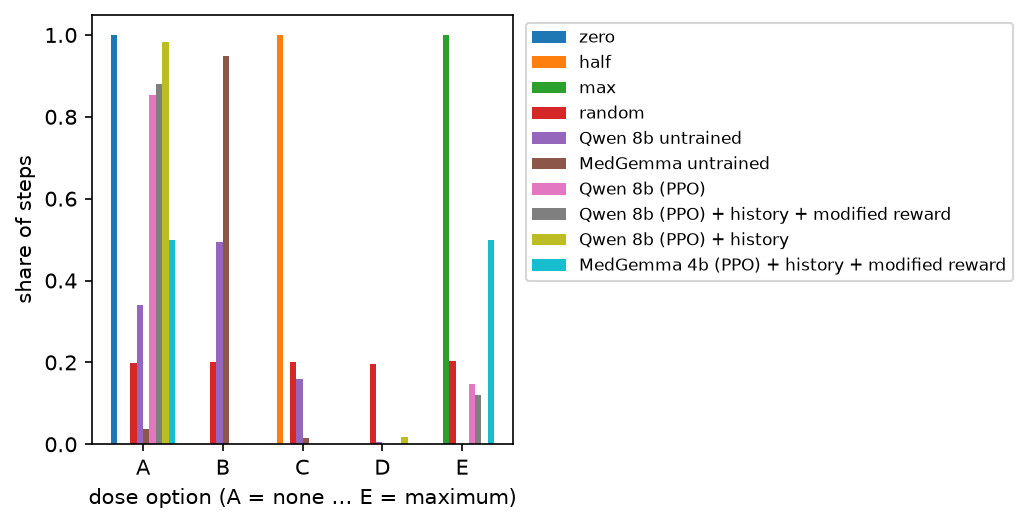 1.0
0.8
0.6
0.4
0.2
0.0
share of steps
A B C D E
dose option (A = none ... E = maximum)
zero
half
max
random
Qwen 8b untrained
MedGemma untrained
Qwen 8b (PPO)
Qwen 8b (PPO) + history + modified reward
Qwen 8b (PPO) + history
MedGemma 4b (PPO) + history + modified reward